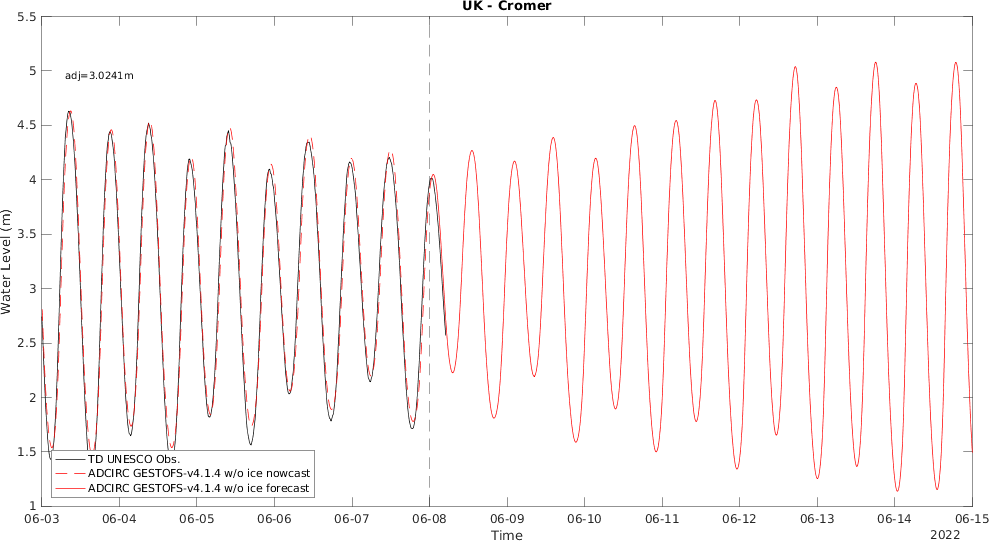 UK - Cromer
adj=3.0241m
5.5
5
4.5
4
3.5
3
2.5
2
1.5
1
Water Level (m)
TD UNESCO Obs.
ADCIRC GESTOFS-v4.1.4 w/o ice nowcast
ADCIRC GESTOFS-v4.1.4 w/o ice forecast
06-03 06-04 06-05 06-06 06-07 06-08 06-09 06-10 06-11 06-12 06-13 06-14 06-15
Time
2022